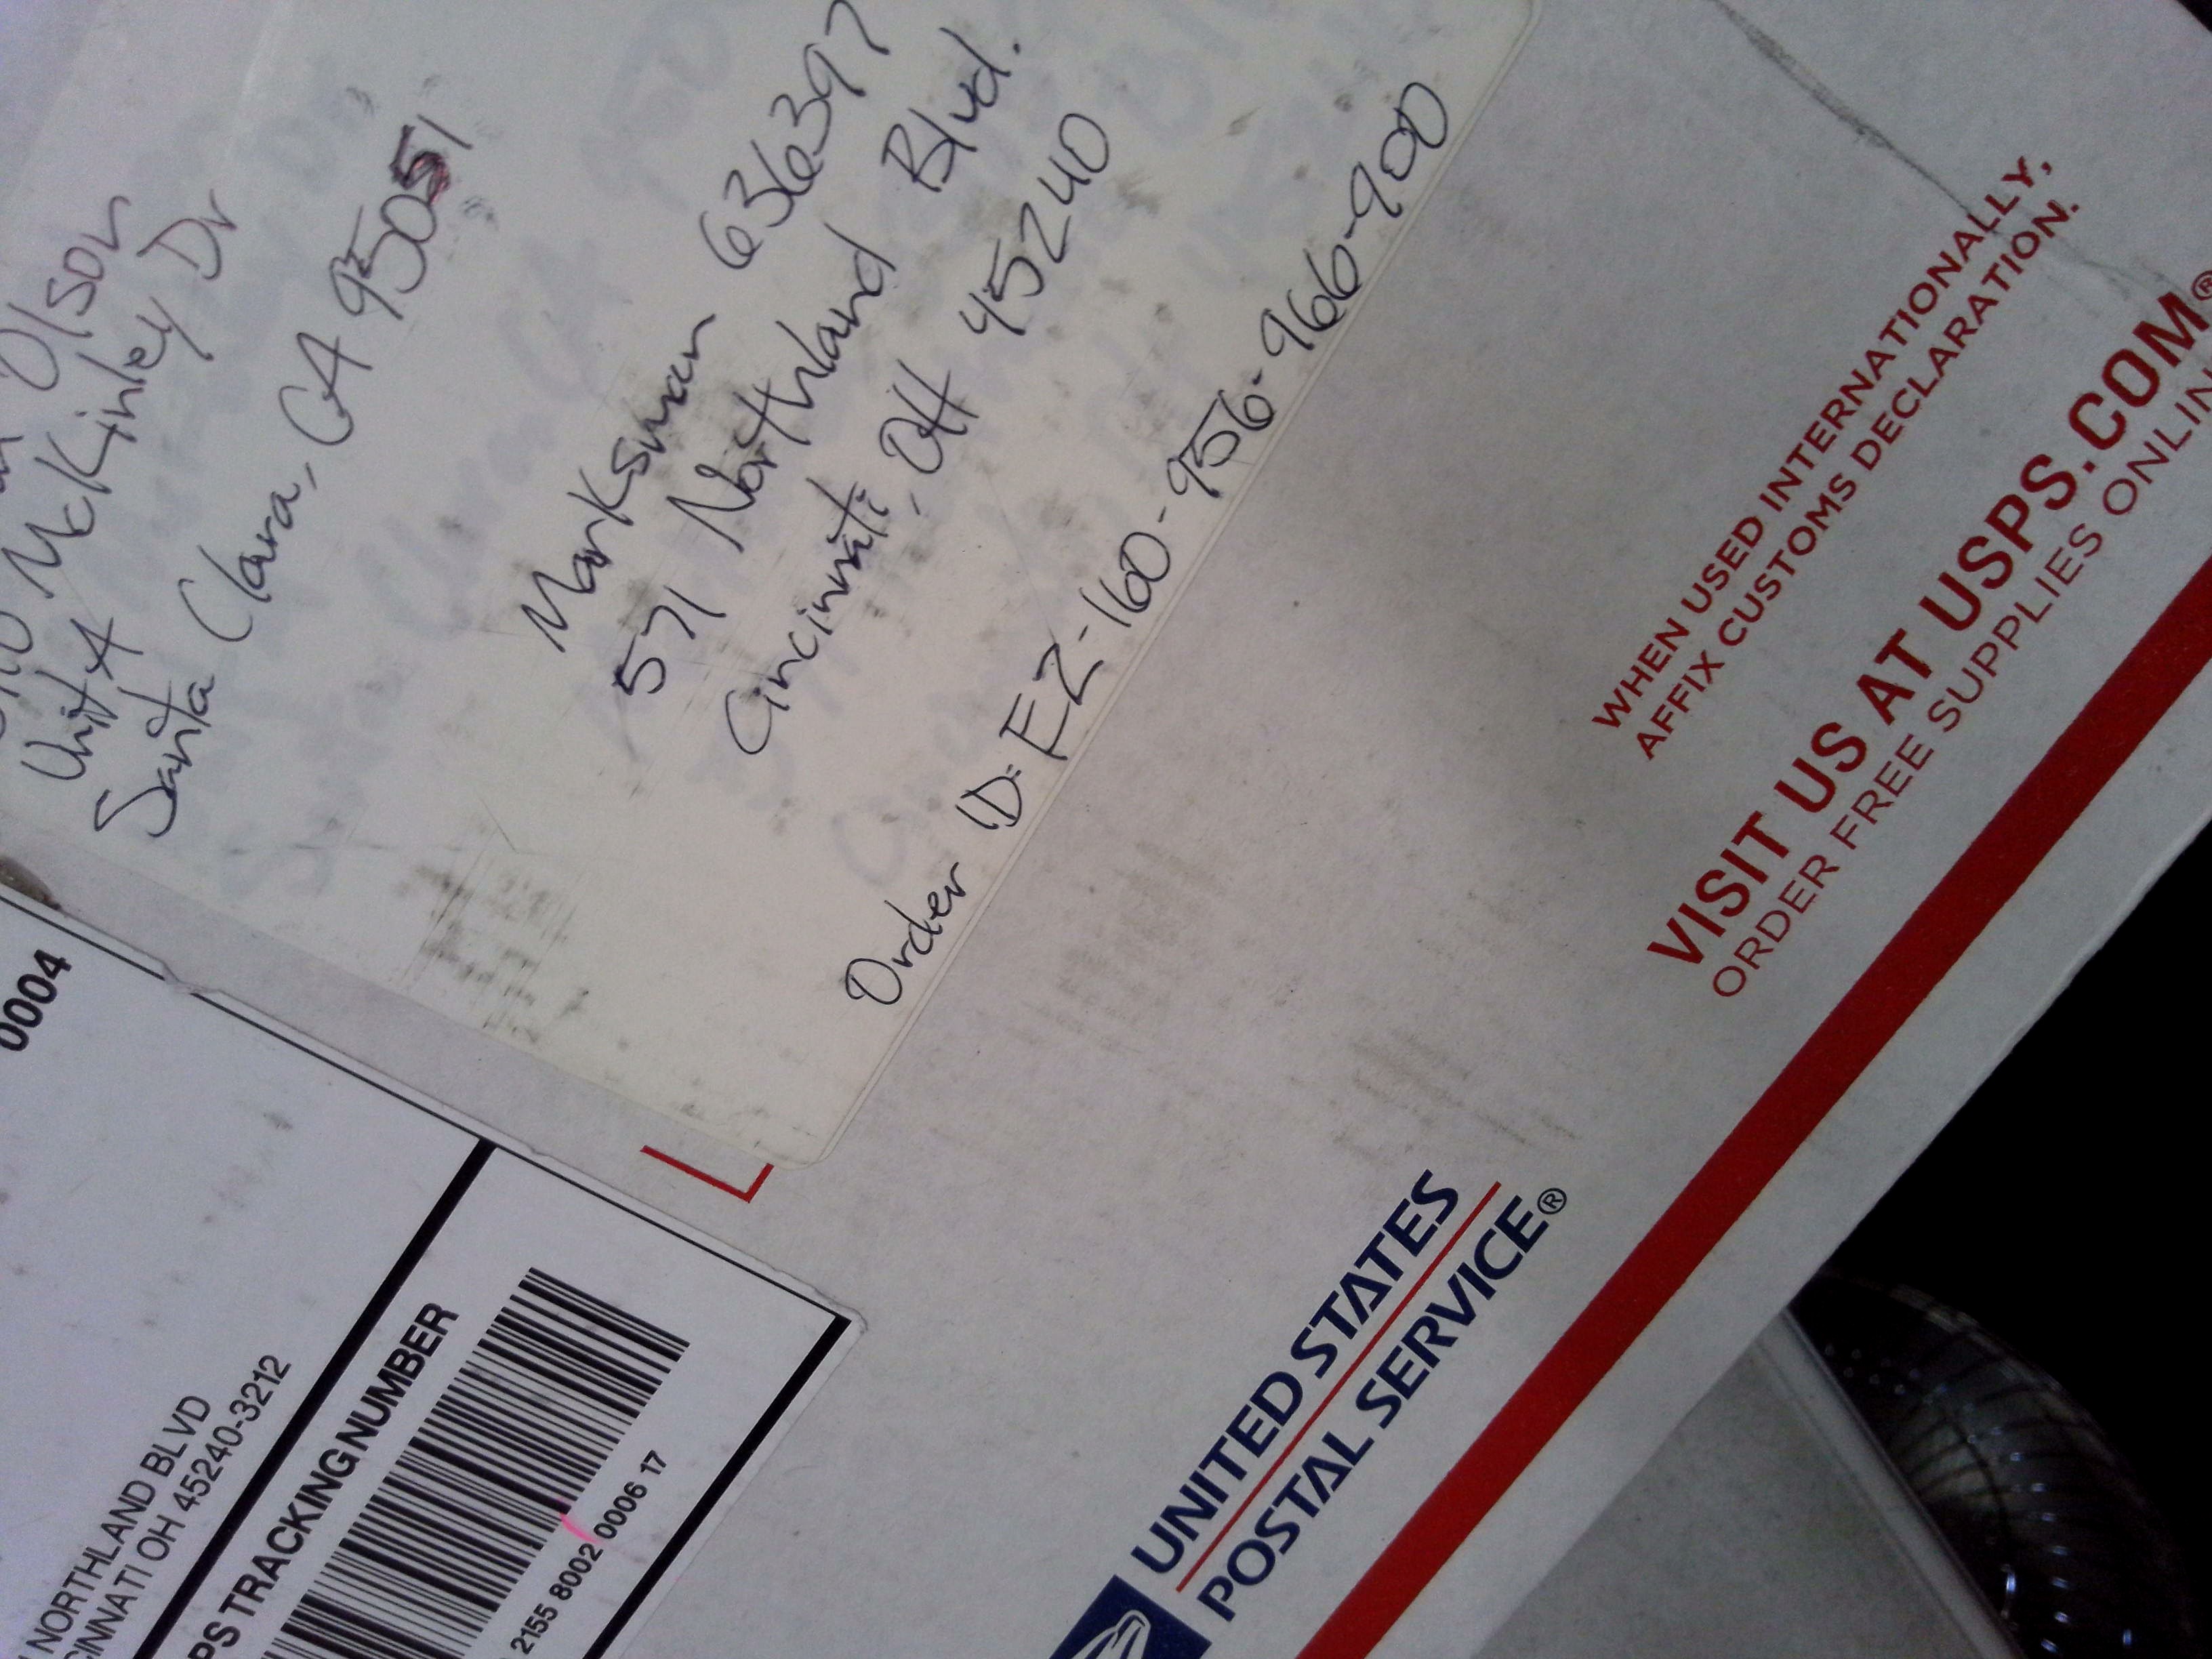 Olson
McKinley Dr
Unit A
Santa Clara, CA 95051
Marksman 636397
571 Northland Blvd.
Cincinnati, OH 45240
Order ID: EZ-160-956-966-900
WHEN USED INTERNATIONALLY,
AFFIX CUSTOMS DECLARATION.
VISIT US AT USPS.COM®
ORDER FREE SUPPLIES ONLIN
0004
NORTHLAND BLVD
CINNATI OH 45240-3212
PS TRACKING NUMBER
2155 8002 0006 17
UNITED STATES
POSTAL SERVICE®